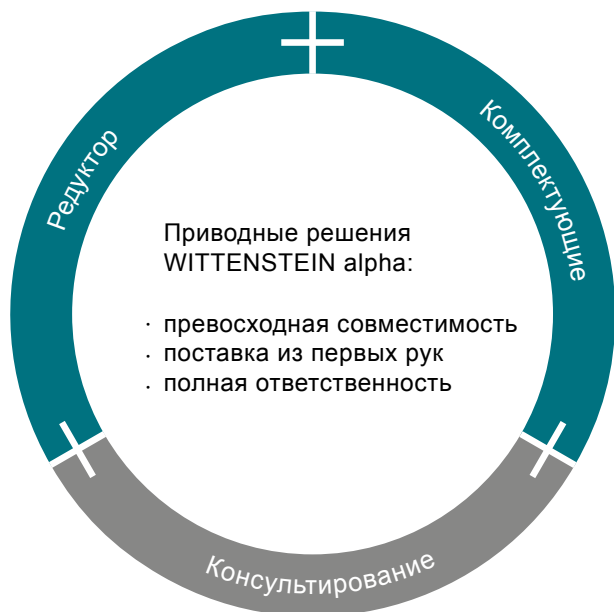 Редуктор
Комплектующие
Приводные решения
WITTENSTEIN alpha:
· превосходная совместимость
· поставка из первых рук
· полная ответственность
Консультирование